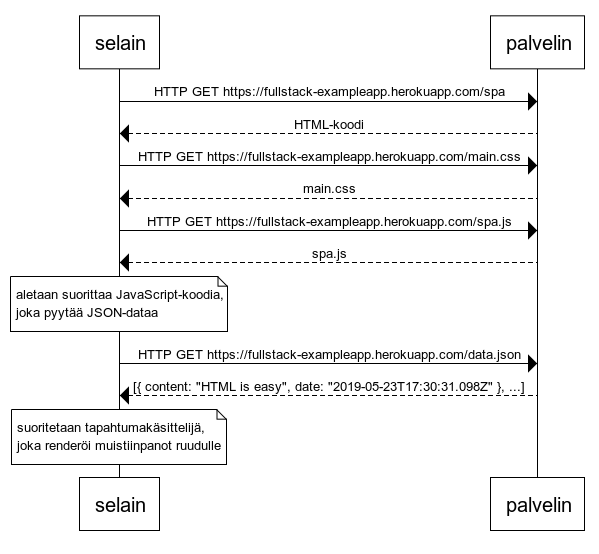 selain
palvelin
HTTP GET https://fullstack-exampleapp.herokuapp.com/spa
HTML-koodi
HTTP GET https://fullstack-exampleapp.herokuapp.com/main.css
main.css
HTTP GET https://fullstack-exampleapp.herokuapp.com/spa.js
spa.js
aletaan suorittaa JavaScript-koodia,
joka pyytää JSON-dataa
HTTP GET https://fullstack-exampleapp.herokuapp.com/data.json
[{ content: "HTML is easy", date: "2019-05-23T17:30:31.098Z" }, ...]
suoritetaan tapahtumakäsittelijä,
joka renderöi muistiinpanot ruudulle
selain
palvelin